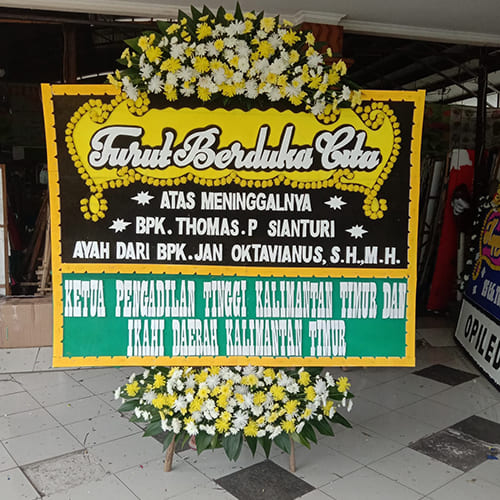 Turut Berduka Cita
ATAS MENINGGALNYA
BPK. THOMAS.P SIANTURI
AYAH DARI BPK.JAN OKTAVIANUS, S.H.,M.H.
KETUA PENGADILAN TINGGI KALIMANTAN TIMUR DAN
IKAHI DAERAH KALIMANTAN TIMUR
OPILED